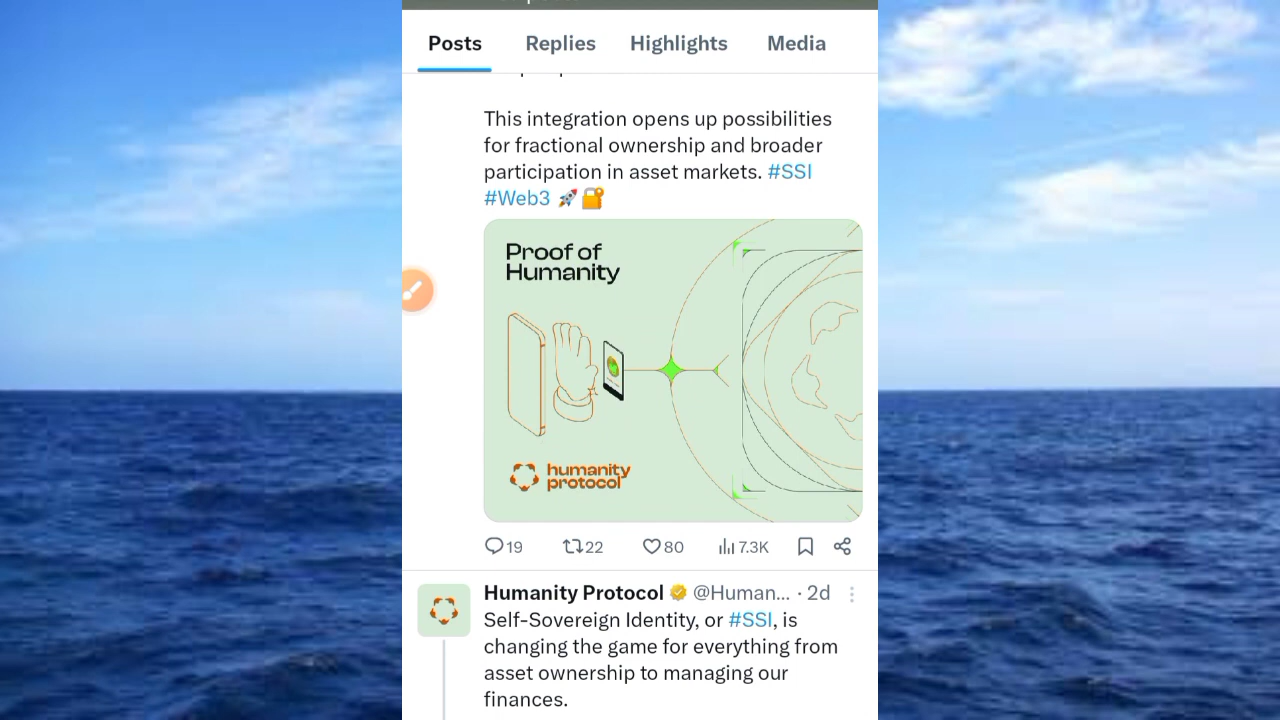 Posts Replies Highlights Media
This integration opens up possibilities
for fractional ownership and broader
participation in asset markets. #SSI
#Web3 🚀🔐
Proof of
Humanity
humanity
protocol
19 22 80 7.3K
Humanity Protocol @Human... · 2d
Self-Sovereign Identity, or #SSI, is
changing the game for everything from
asset ownership to managing our
finances.